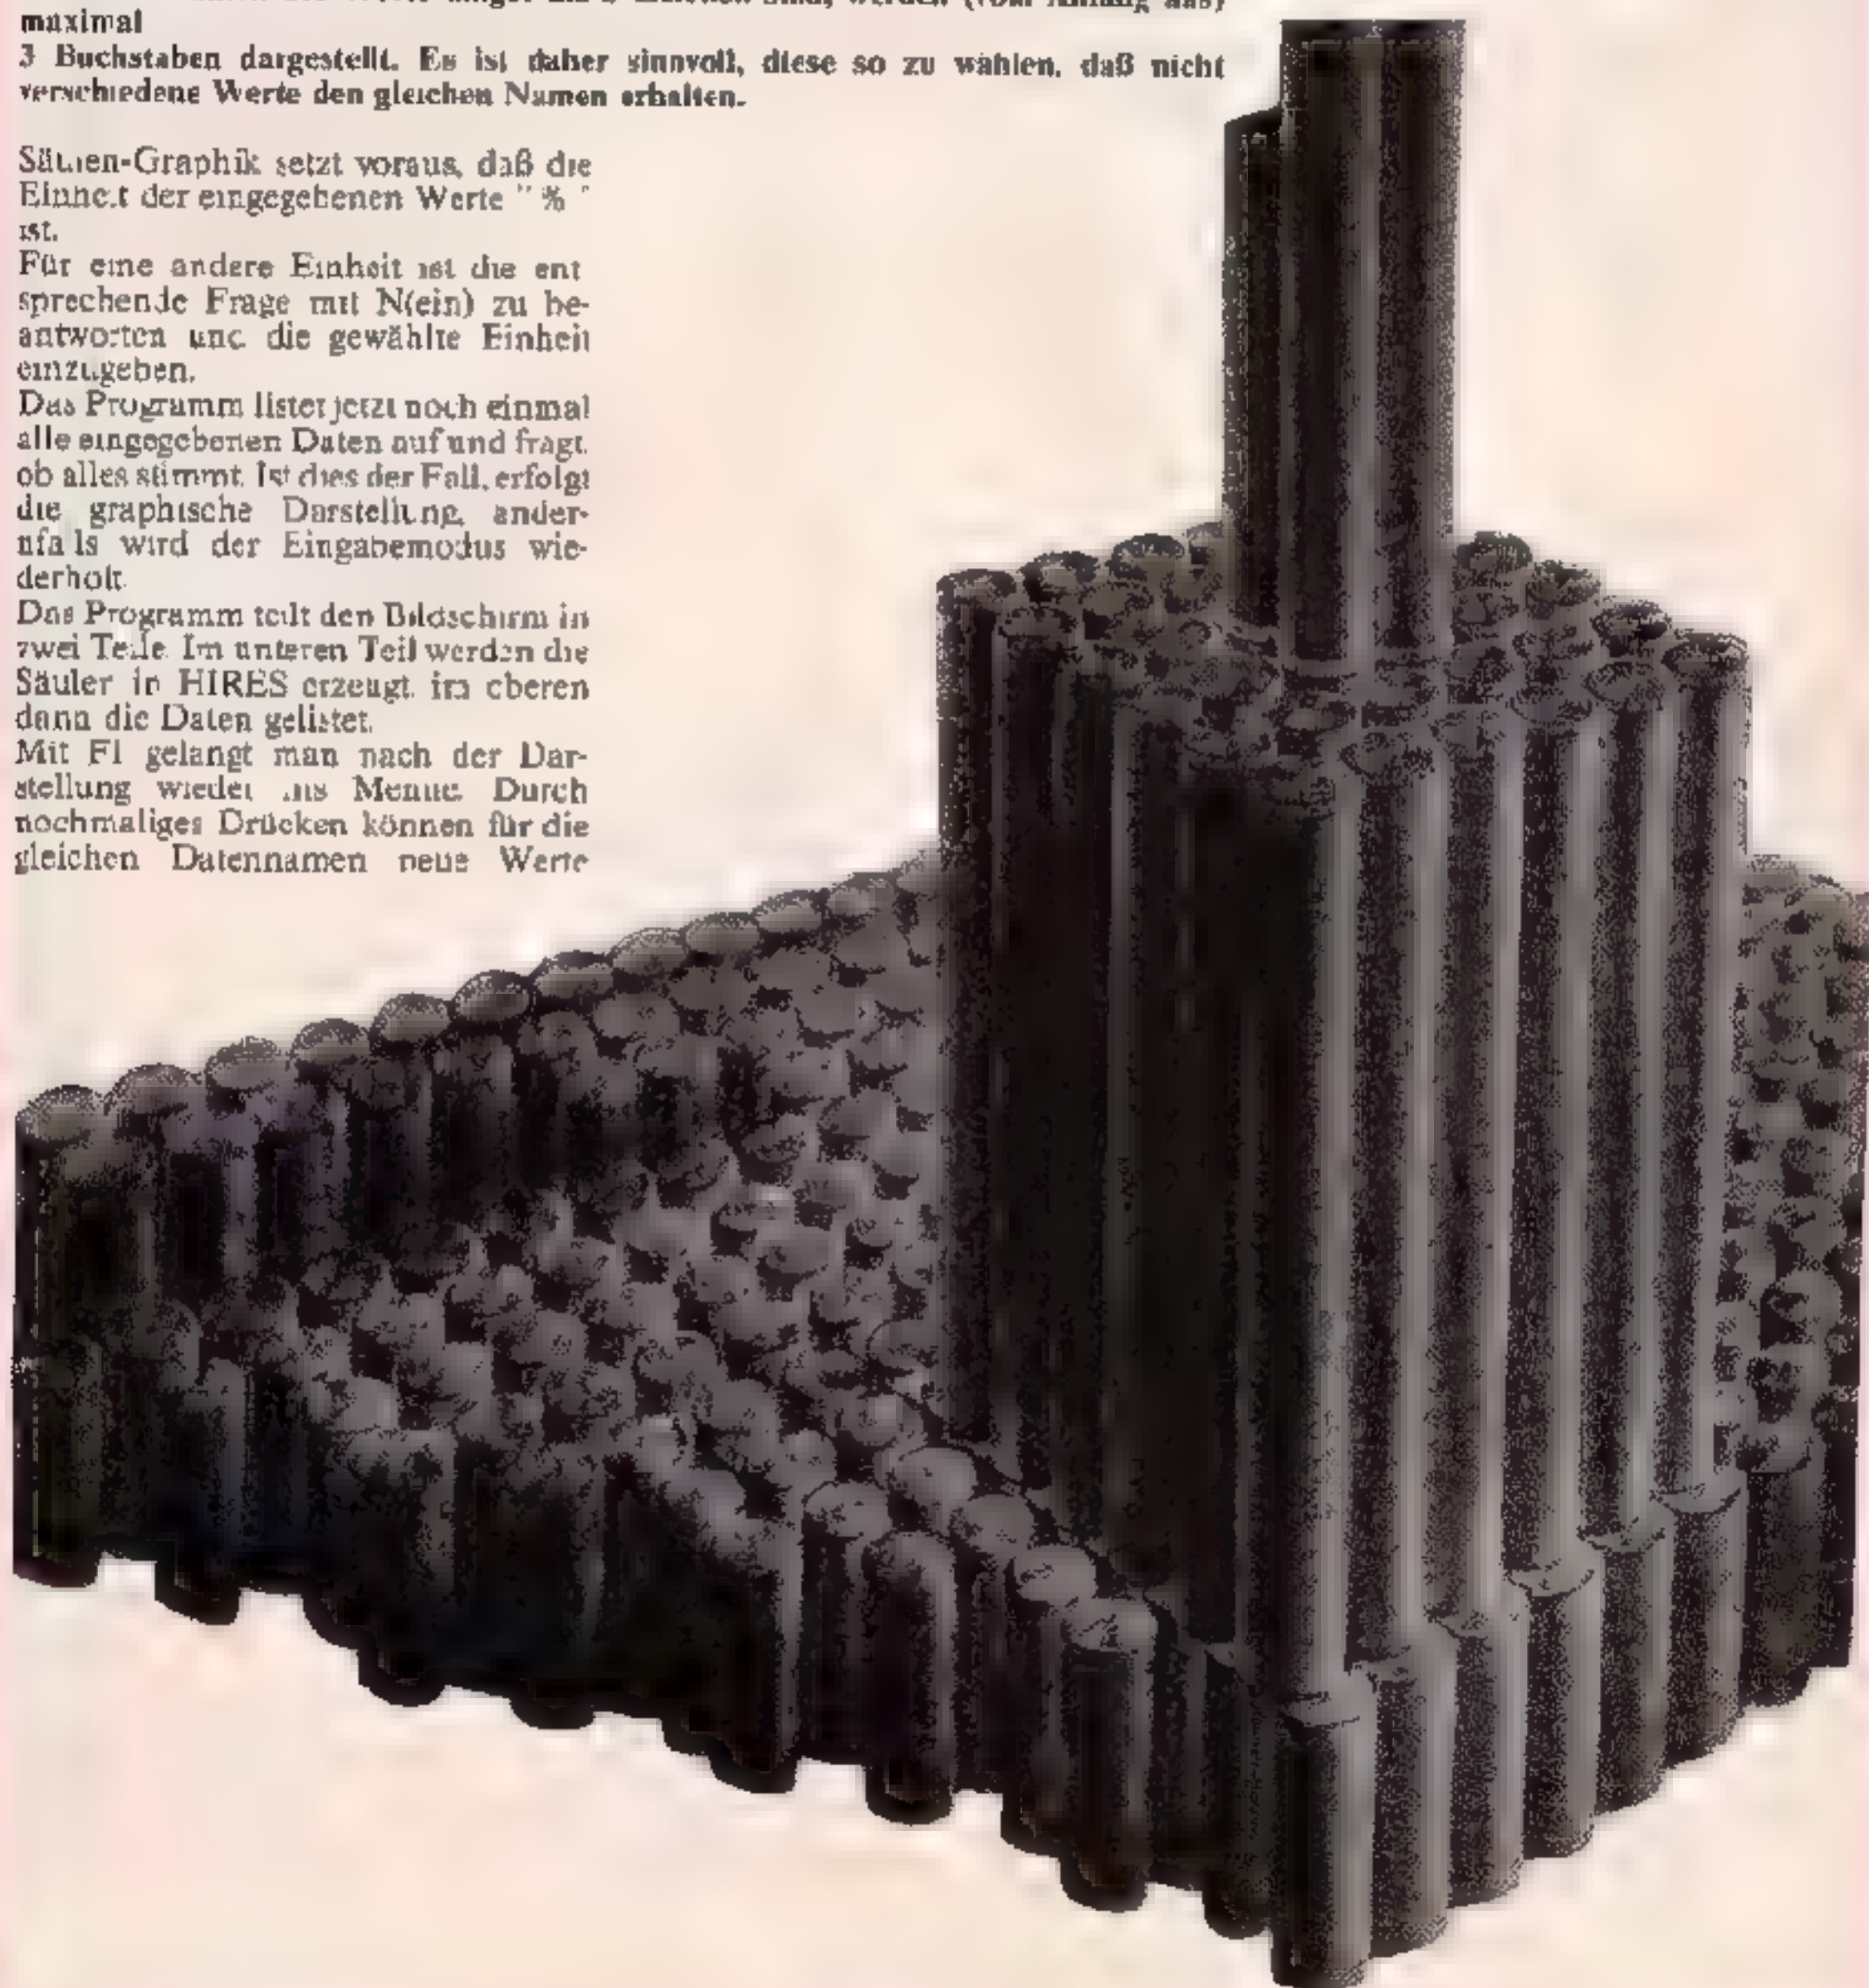 maximal
3 Buchstaben dargestellt. Es ist daher sinnvoll, diese so zu wählen, daß nicht
verschiedene Werte den gleichen Namen erhalten.
Säulen-Graphik setzt voraus, daß die
Einheit der eingegebenen Werte "%"
ist.
Für eine andere Einheit ist die ent
sprechende Frage mit N(ein) zu be-
antworten und die gewählte Einheit
einzugeben.
Das Programm listet jetzt noch einmal
alle eingegebenen Daten auf und fragt,
ob alles stimmt. Ist dies der Fall, erfolgt
die graphische Darstellung, ander-
nfalls wird der Eingabemodus wie-
derholt.
Das Programm teilt den Bildschirm in
zwei Teile. Im unteren Teil werden die
Säulen in HIRES erzeugt, im oberen
dann die Daten gelistet.
Mit F1 gelangt man nach der Dar-
stellung wieder ins Menue. Durch
nochmaliges Drücken können für die
gleichen Datennamen neue Werte